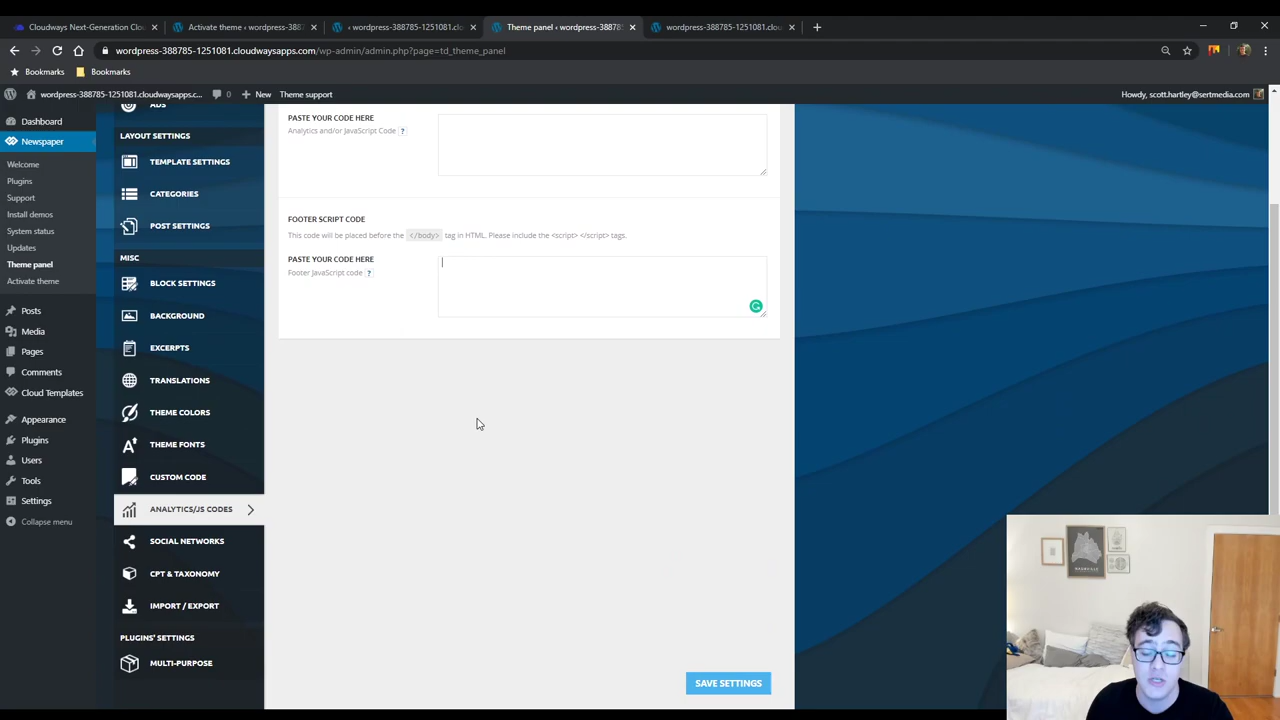 Cloudways Next-Generation Cloc
Activate theme ‹ wordpress-3887
wordpress-388785-1251081.cl
Theme panel ‹ wordpress-38878
wordpress-388785-1251081.clou
wordpress-388785-1251081.cloudwaysapps.com/wp-admin/admin.php?page=td_theme_panel
Bookmarks
Bookmarks
wordpress-388785-1251081.cloudwaysapps.c...
0
New
Theme support
Howdy, scott.hartley@sertmedia.com
Dashboard
Newspaper
Welcome
Plugins
Support
Install demos
System status
Updates
Theme panel
Activate theme
Posts
Media
Pages
Comments
Cloud Templates
Appearance
Plugins
Users
Tools
Settings
Collapse menu
ADS
LAYOUT SETTINGS
TEMPLATE SETTINGS
CATEGORIES
POST SETTINGS
MISC
BLOCK SETTINGS
BACKGROUND
EXCERPTS
TRANSLATIONS
THEME COLORS
THEME FONTS
CUSTOM CODE
ANALYTICS/JS CODES
SOCIAL NETWORKS
CPT & TAXONOMY
IMPORT / EXPORT
PLUGINS' SETTINGS
MULTI-PURPOSE
PASTE YOUR CODE HERE
Analytics and/or JavaScript Code ?
FOOTER SCRIPT CODE
This code will be placed before the </body> tag in HTML. Please include the <script> </script> tags.
PASTE YOUR CODE HERE
Footer JavaScript code ?
SAVE SETTINGS
NASHVILLE